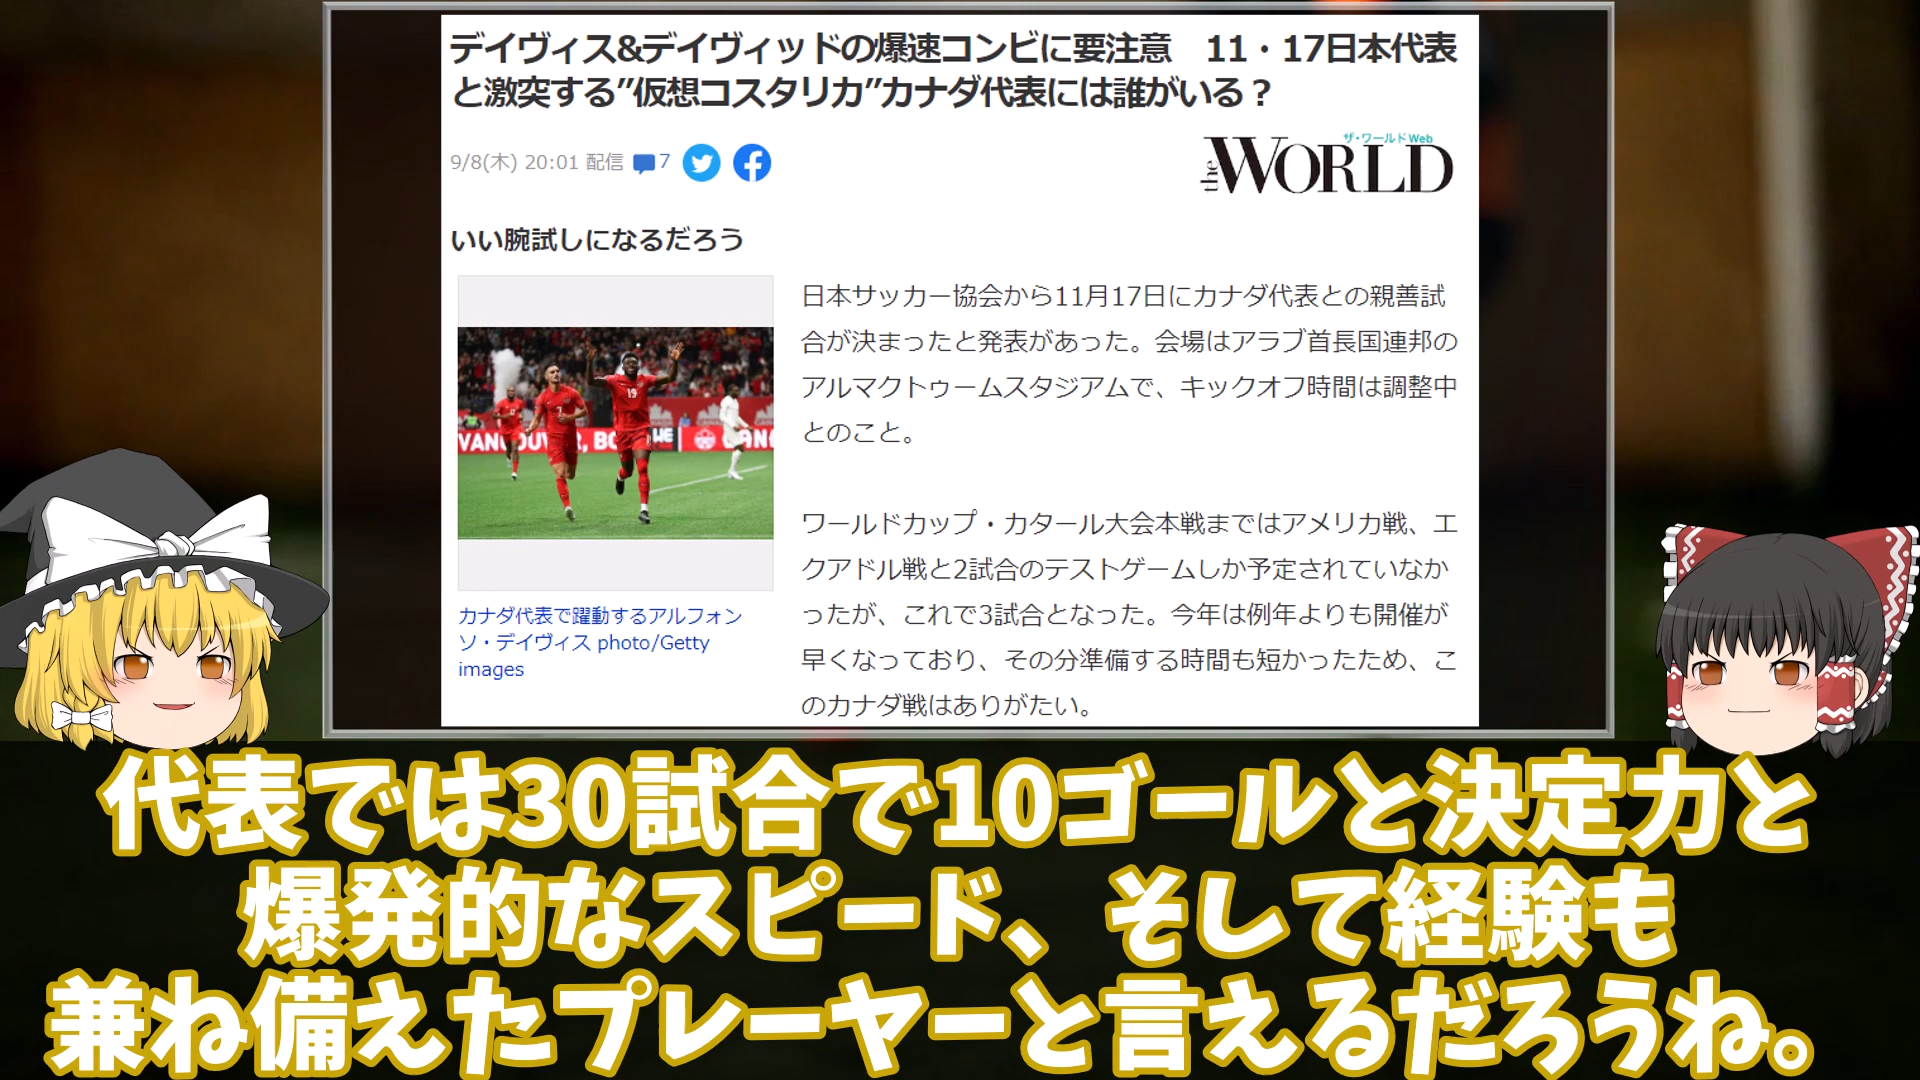 デイヴィス&デイヴィッドの爆速コンビに要注意　11・17日本代表
と激突する”仮想コスタリカ”カナダ代表には誰がいる？
9/8(木) 20:01 配信 7
ザ・ワールドWeb
the WORLD
いい腕試しになるだろう
日本サッカー協会から11月17日にカナダ代表との親善試
合が決まったと発表があった。会場はアラブ首長国連邦の
アルマクトゥームスタジアムで、キックオフ時間は調整中
とのこと。
ワールドカップ・カタール大会本戦まではアメリカ戦、エ
クアドル戦と2試合のテストゲームしか予定されていなか
ったが、これで3試合となった。今年は例年よりも開催が
早くなっており、その分準備する時間も短かったため、こ
のカナダ戦はありがたい。
19
7
カナダ代表で躍動するアルフォン
ソ・デイヴィス photo/Getty
images
代表では30試合で10ゴールと決定力と
爆発的なスピード、そして経験も
兼ね備えたプレーヤーと言えるだろうね。